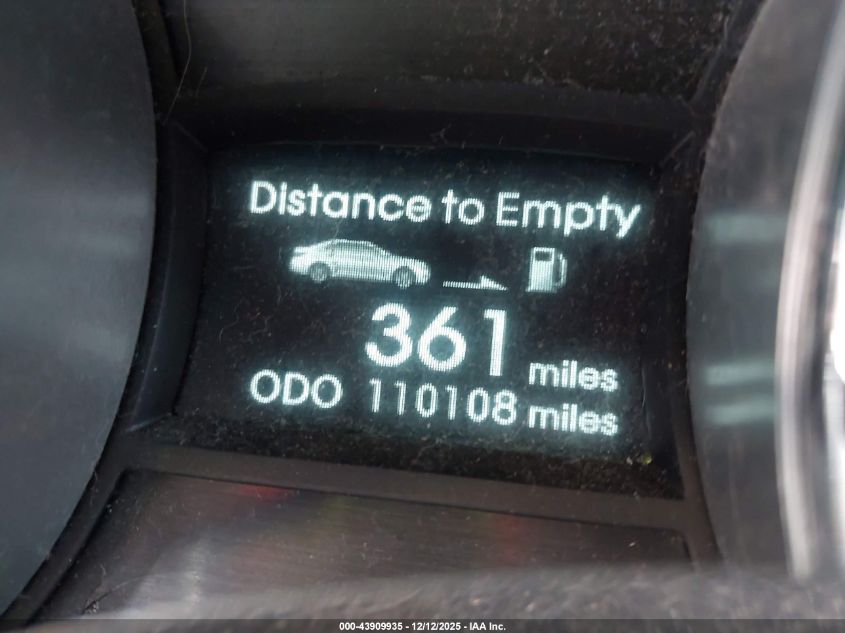 Distance to Empty
361 miles
ODO 110108 miles
000-43909935 - 12/12/2025 - IAA Inc.